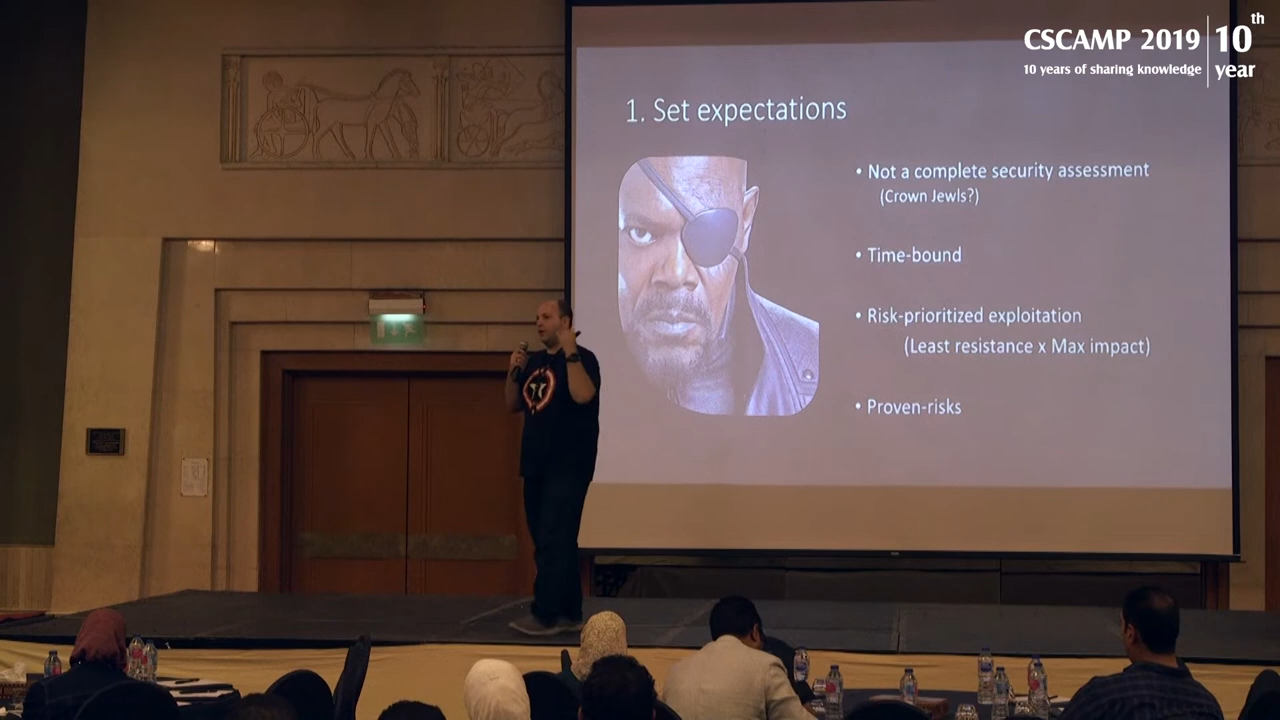 CSCAMP 2019
10 years of sharing knowledge
10th
year
1. Set expectations
• Not a complete security assessment
(Crown Jewls?)
• Time-bound
• Risk-prioritized exploitation
(Least resistance x Max impact)
• Proven-risks